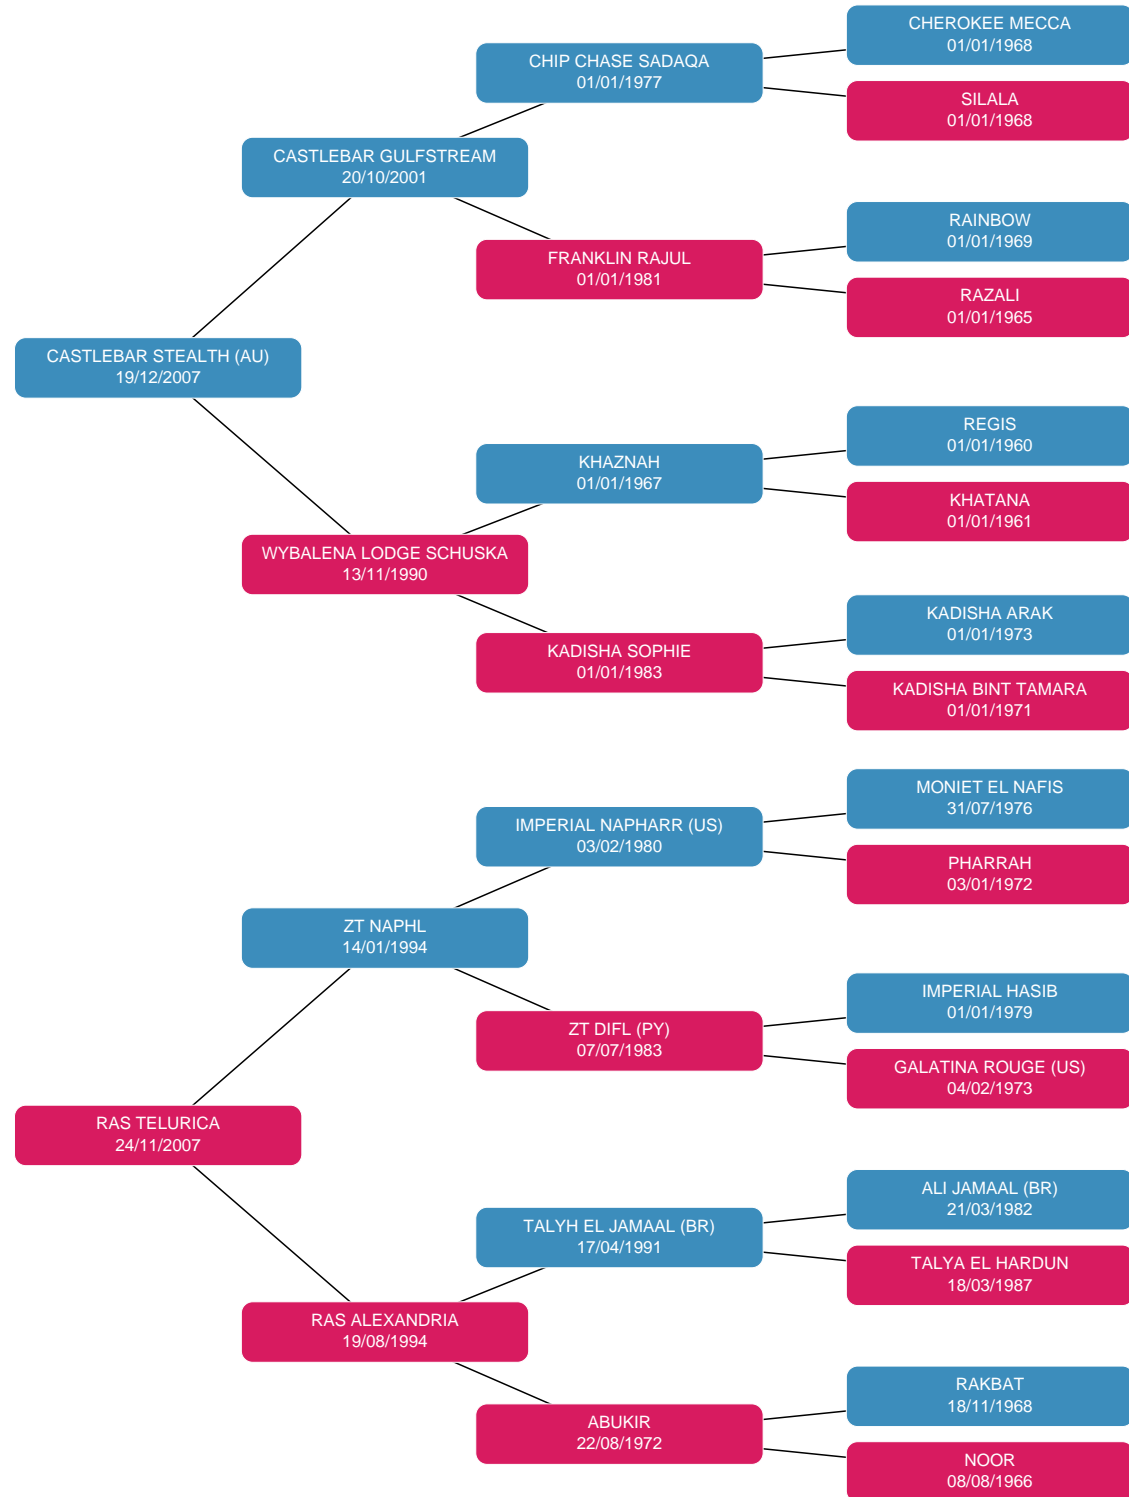 CHEROKEE MECCA
01/01/1968
CHIP CHASE SADAQA
01/01/1977
SILALA
01/01/1968
CASTLEBAR GULFSTREAM
20/10/2001
RAINBOW
01/01/1969
FRANKLIN RAJUL
01/01/1981
RAZALI
01/01/1965
CASTLEBAR STEALTH (AU)
19/12/2007
REGIS
01/01/1960
KHAZNAH
01/01/1967
KHATANA
01/01/1961
WYBALENA LODGE SCHUSKA
13/11/1990
KADISHA ARAK
01/01/1973
KADISHA SOPHIE
01/01/1983
KADISHA BINT TAMARA
01/01/1971
MONIET EL NAFIS
31/07/1976
IMPERIAL NAPHARR (US)
03/02/1980
PHARRAH
03/01/1972
ZT NAPHL
14/01/1994
IMPERIAL HASIB
01/01/1979
ZT DIFL (PY)
07/07/1983
GALATINA ROUGE (US)
04/02/1973
RAS TELURICA
24/11/2007
ALI JAMAAL (BR)
21/03/1982
TALYH EL JAMAAL (BR)
17/04/1991
TALYA EL HARDUN
18/03/1987
RAS ALEXANDRIA
19/08/1994
RAKBAT
18/11/1968
ABUKIR
22/08/1972
NOOR
08/08/1966